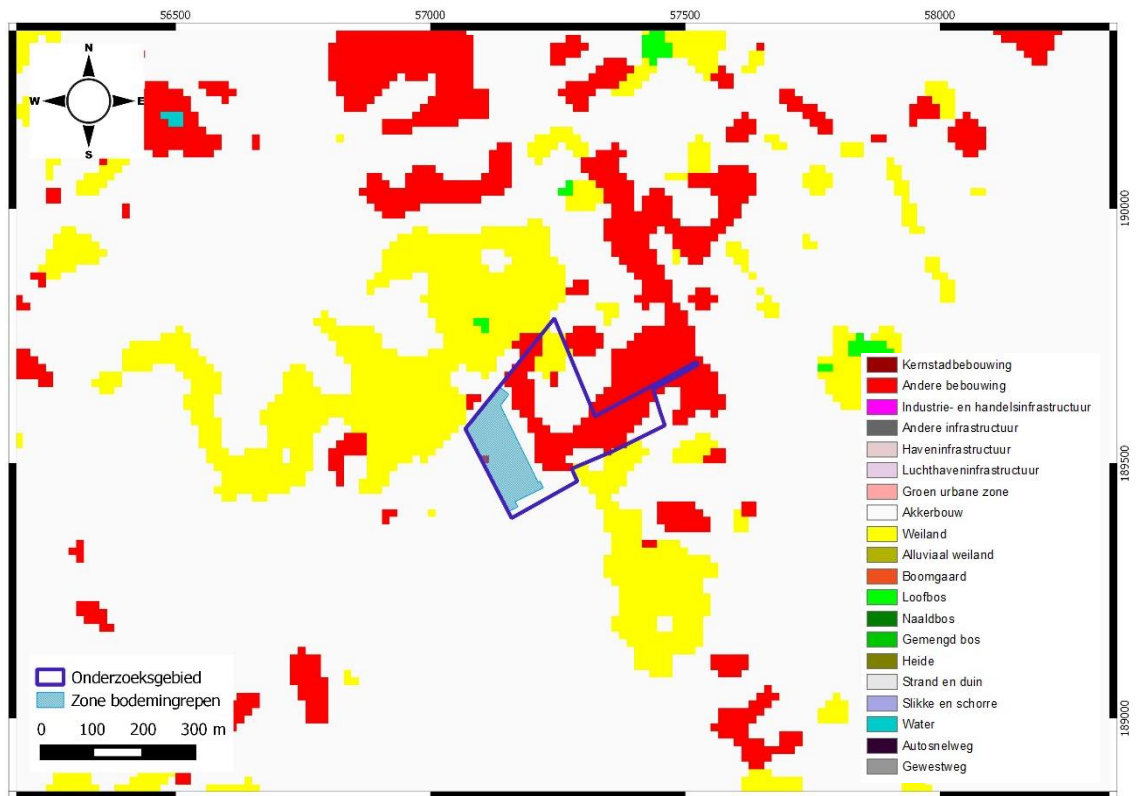 56500 57000 57500 58000
N
W E
S
190000
189500
189000
Kernstadbebouwing
Andere bebouwing
Industrie- en handelsinfrastructuur
Andere infrastructuur
Haveninfrastructuur
Luchthaveninfrastructuur
Groen urbane zone
Akkerbouw
Weiland
Alluviaal weiland
Boomgaard
Loofbos
Naaldbos
Gemengd bos
Heide
Strand en duin
Slikke en schorre
Water
Autosnelweg
Gewestweg
Onderzoeksgebied
Zone bodemingrepen
0 100 200 300 m